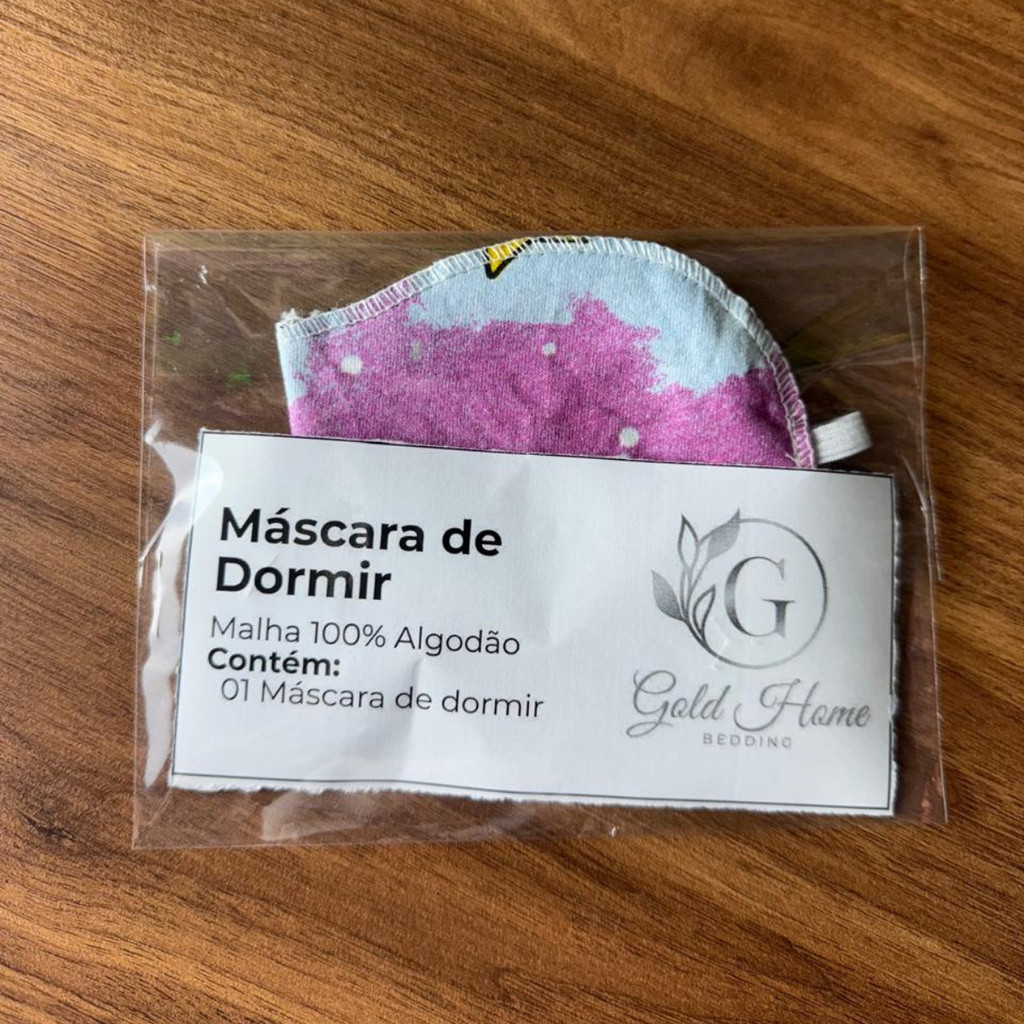 Máscara de
Dormir
Malha 100% Algodão
Contém:
01 Máscara de dormir
G
Gold Home
BEDDING